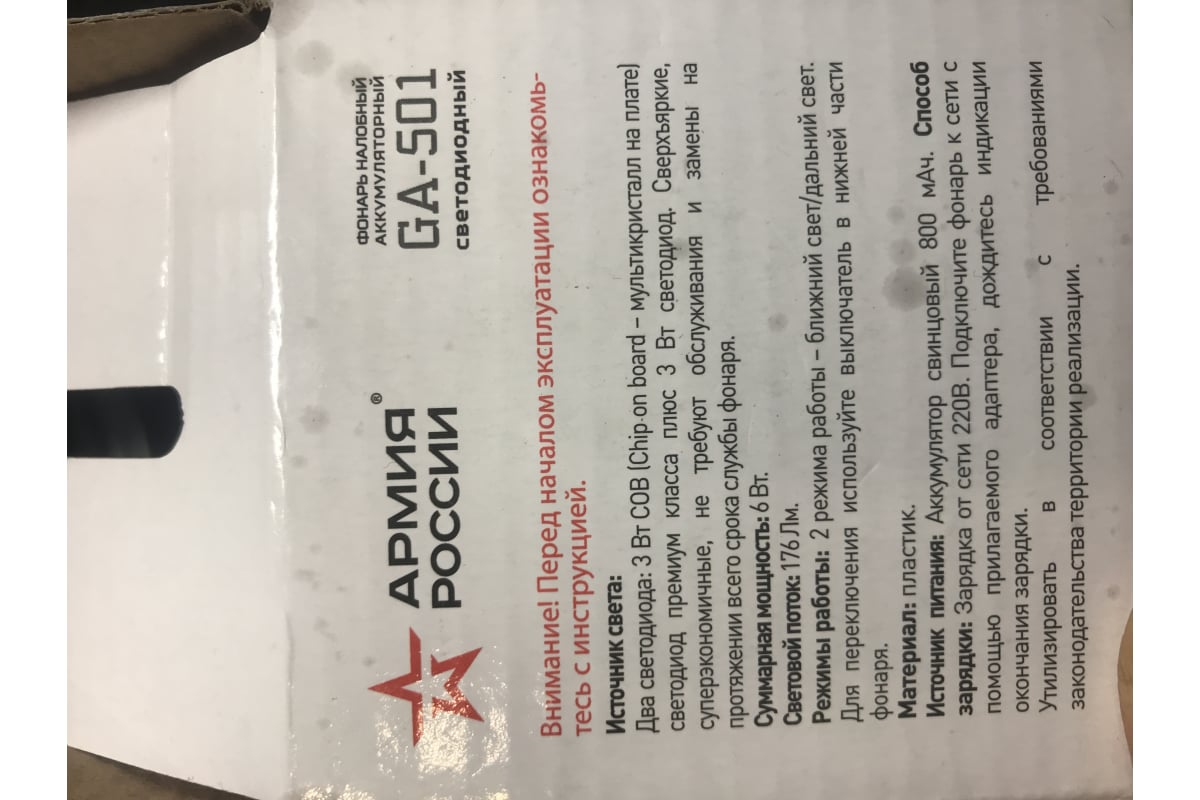 АРМИЯ
РОССИИ®
ФОНАРЬ НАЛОБНЫЙ
АККУМУЛЯТОРНЫЙ
GA-501
СВЕТОДИОДНЫЙ
Внимание! Перед началом эксплуатации ознакомь-
тесь с инструкцией.
Источник света:
Два светодиода: 3 Вт COB (Chip-on board – мультикристалл на плате)
светодиод премиум класса плюс 3 Вт светодиод. Сверхъяркие,
суперэкономичные, не требуют обслуживания и замены на
протяжении всего срока службы фонаря.
Суммарная мощность: 6 Вт.
Световой поток: 176 Лм.
Режимы работы: 2 режима работы – ближний свет/дальний свет.
Для переключения используйте выключатель в нижней части
фонаря.
Материал: пластик.
Источник питания: Аккумулятор свинцовый 800 мАч. Способ
зарядки: Зарядка от сети 220В. Подключите фонарь к сети с
помощью прилагаемого адаптера, дождитесь индикации
окончания зарядки.
Утилизировать в соответствии с требованиями
законодательства территории реализации.